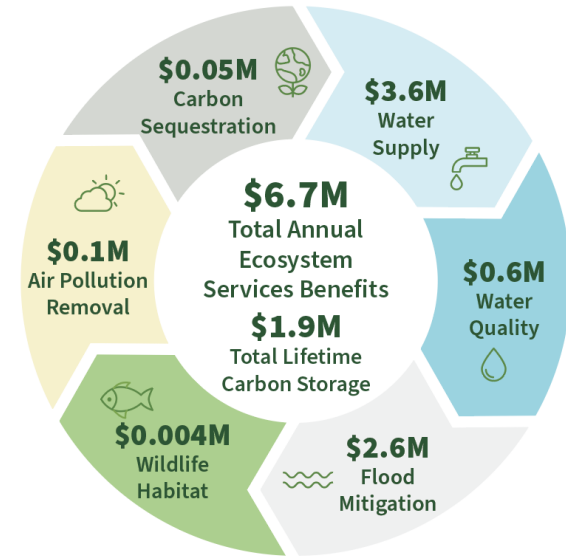 $0.05M
Carbon
Sequestration
$3.6M
Water
Supply
$0.6M
Water
Quality
$2.6M
Flood
Mitigation
$0.004M
Wildlife
Habitat
$0.1M
Air Pollution
Removal
$6.7M
Total Annual
Ecosystem
Services Benefits
$1.9M
Total Lifetime
Carbon Storage